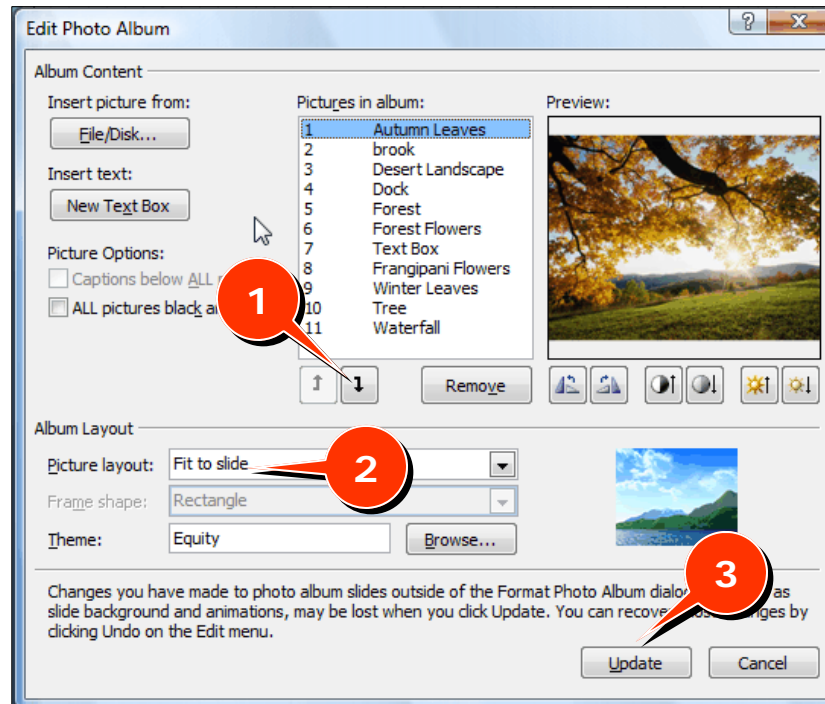 Edit Photo Album
Album Content
Insert picture from:
File/Disk...
Insert text:
New Text Box
Picture Options:
Captions below ALL
ALL pictures black
Pictures in album:
1 Autumn Leaves
2 brook
3 Desert Landscape
4 Dock
5 Forest
6 Forest Flowers
7 Text Box
8 Frangipani Flowers
9 Winter Leaves
10 Tree
11 Waterfall
Remove
Preview:
1
Album Layout
Picture layout: Fit to slide
2
Frame shape: Rectangle
Theme: Equity Browse...
Changes you have made to photo album slides outside of the Format Photo Album as
slide background and animations, may be lost when you click Update. You can recover by
clicking Undo on the Edit menu.
3
Update Cancel